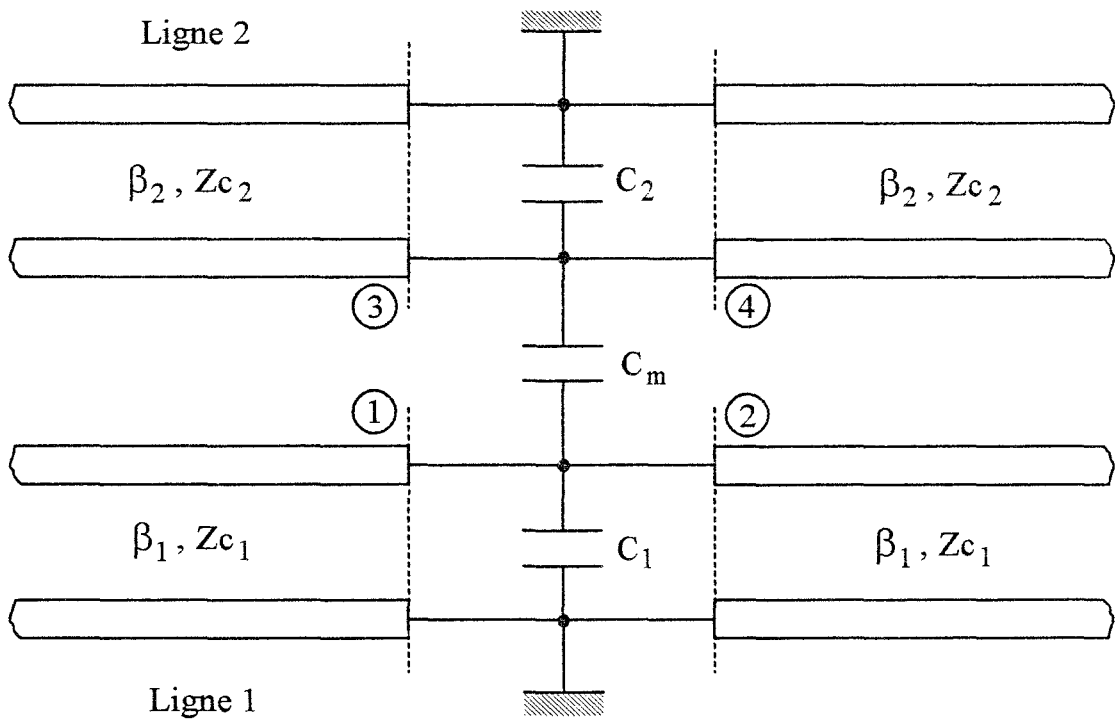 Ligne 2
β₂ , Zc₂
C₂
β₂ , Zc₂
3
4
Cₘ
1
2
β₁ , Zc₁
C₁
β₁ , Zc₁
Ligne 1